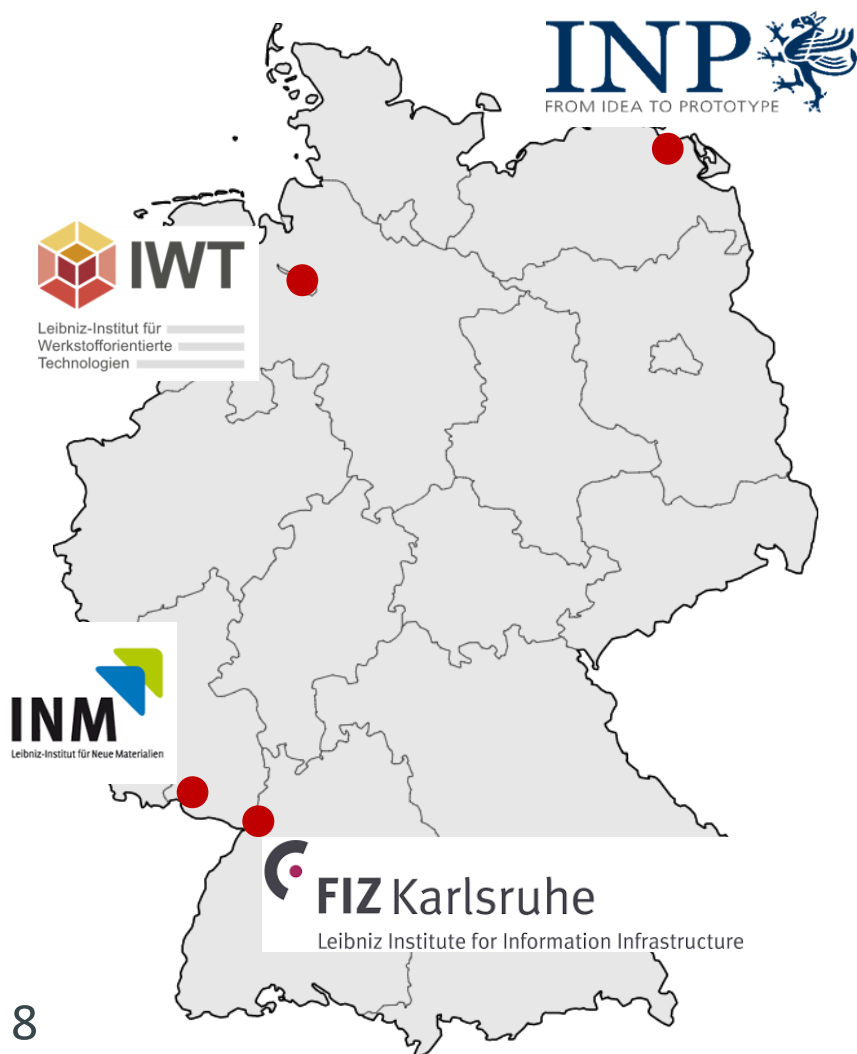 INP
FROM IDEA TO PROTOTYPE
IWT
Leibniz-Institut für
Werkstofforientierte
Technologien
INM
Leibniz-Institut für Neue Materialien
FIZ Karlsruhe
Leibniz Institute for Information Infrastructure
8